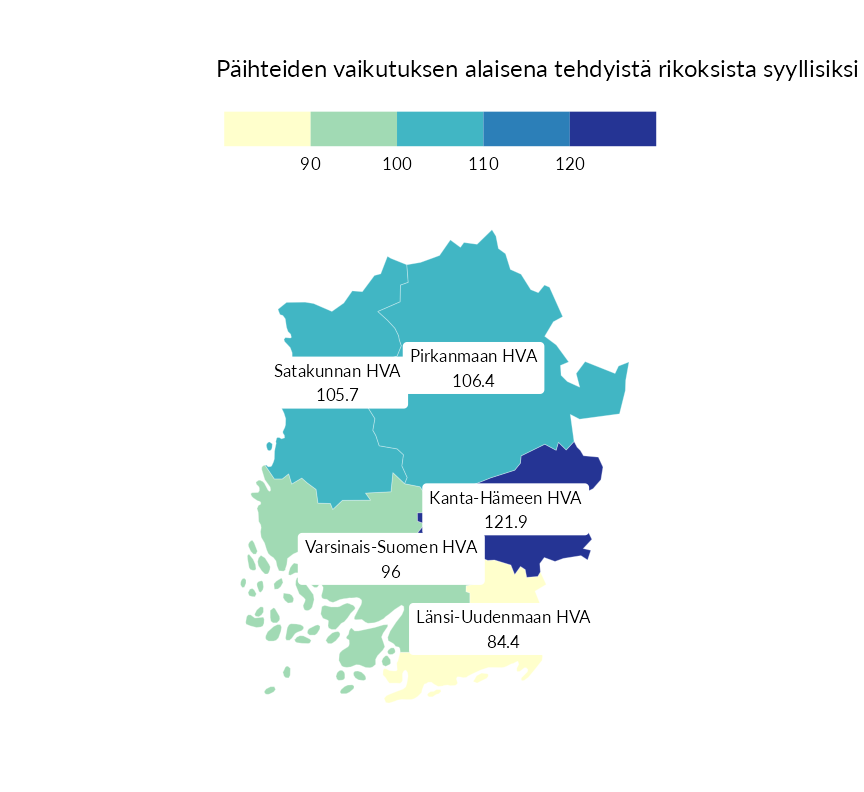 Päihteiden vaikutuksen alaisena tehdyistä rikoksista syyllisiksi
90 100 110 120
Pirkanmaan HVA
106.4
Satakunnan HVA
105.7
Kanta-Hämeen HVA
121.9
Varsinais-Suomen HVA
96
Länsi-Uudenmaan HVA
84.4